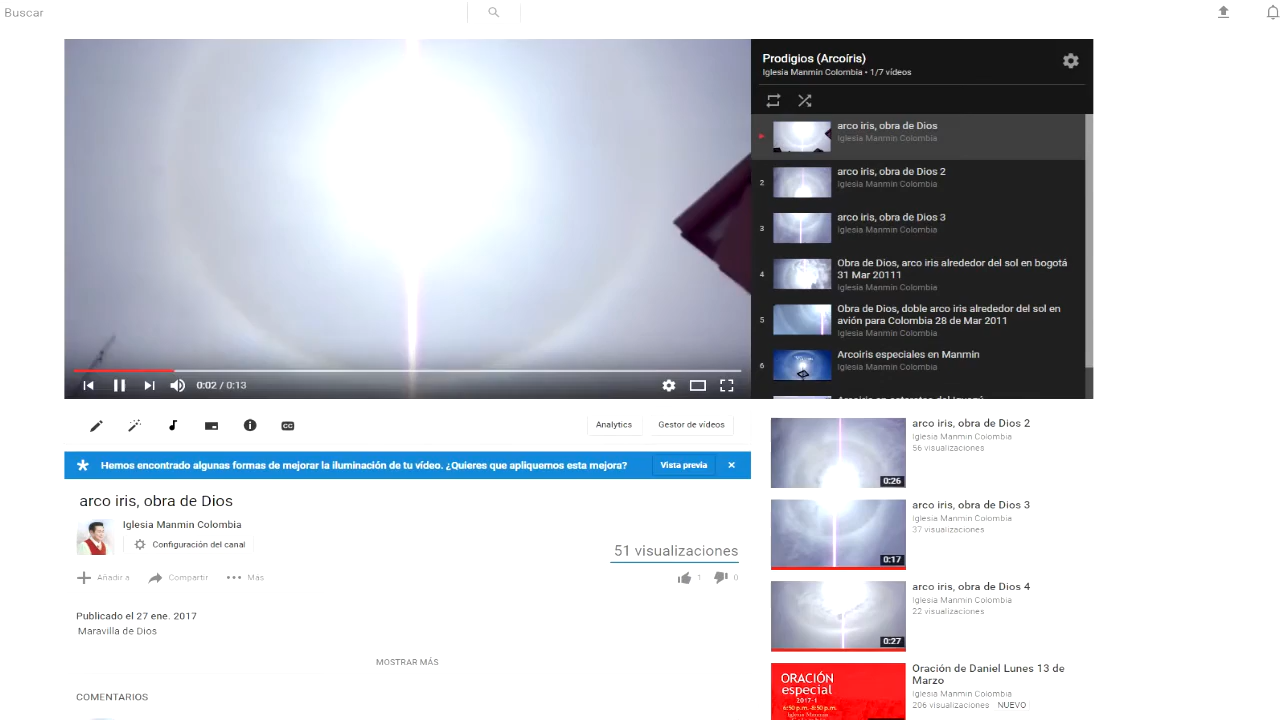 Buscar
Prodigios (Arcoíris)
Iglesia Manmin Colombia • 1/7 vídeos
arco iris, obra de Dios
Iglesia Manmin Colombia
2
arco iris, obra de Dios 2
Iglesia Manmin Colombia
3
arco iris, obra de Dios 3
Iglesia Manmin Colombia
4
Obra de Dios, arco iris alrededor del sol en bogotá
31 Mar 20111
Iglesia Manmin Colombia
5
Obra de Dios, doble arco iris alrededor del sol en
avión para Colombia 28 de Mar 2011
Iglesia Manmin Colombia
6
Arcoiris especiales en Manmin
Iglesia Manmin Colombia
0:02 / 0:13
CC
Analytics
Gestor de vídeos
Hemos encontrado algunas formas de mejorar la iluminación de tu vídeo. ¿Quieres que apliquemos esta mejora?
Vista previa
arco iris, obra de Dios
Iglesia Manmin Colombia
Configuración del canal
51 visualizaciones
Añadir a
Compartir
Mas
1
0
Publicado el 27 ene. 2017
Maravilla de Dios
MOSTRAR MÁS
COMENTARIOS
arco iris, obra de Dios 2
Iglesia Manmin Colombia
56 visualizaciones
0:26
arco iris, obra de Dios 3
Iglesia Manmin Colombia
37 visualizaciones
0:17
arco iris, obra de Dios 4
Iglesia Manmin Colombia
22 visualizaciones
0:27
ORACIÓN
especial
2017-1
6:50 p.m. -8:50 p.m.
Oración de Daniel Lunes 13 de
Marzo
Iglesia Manmin Colombia
206 visualizaciones
NUEVO